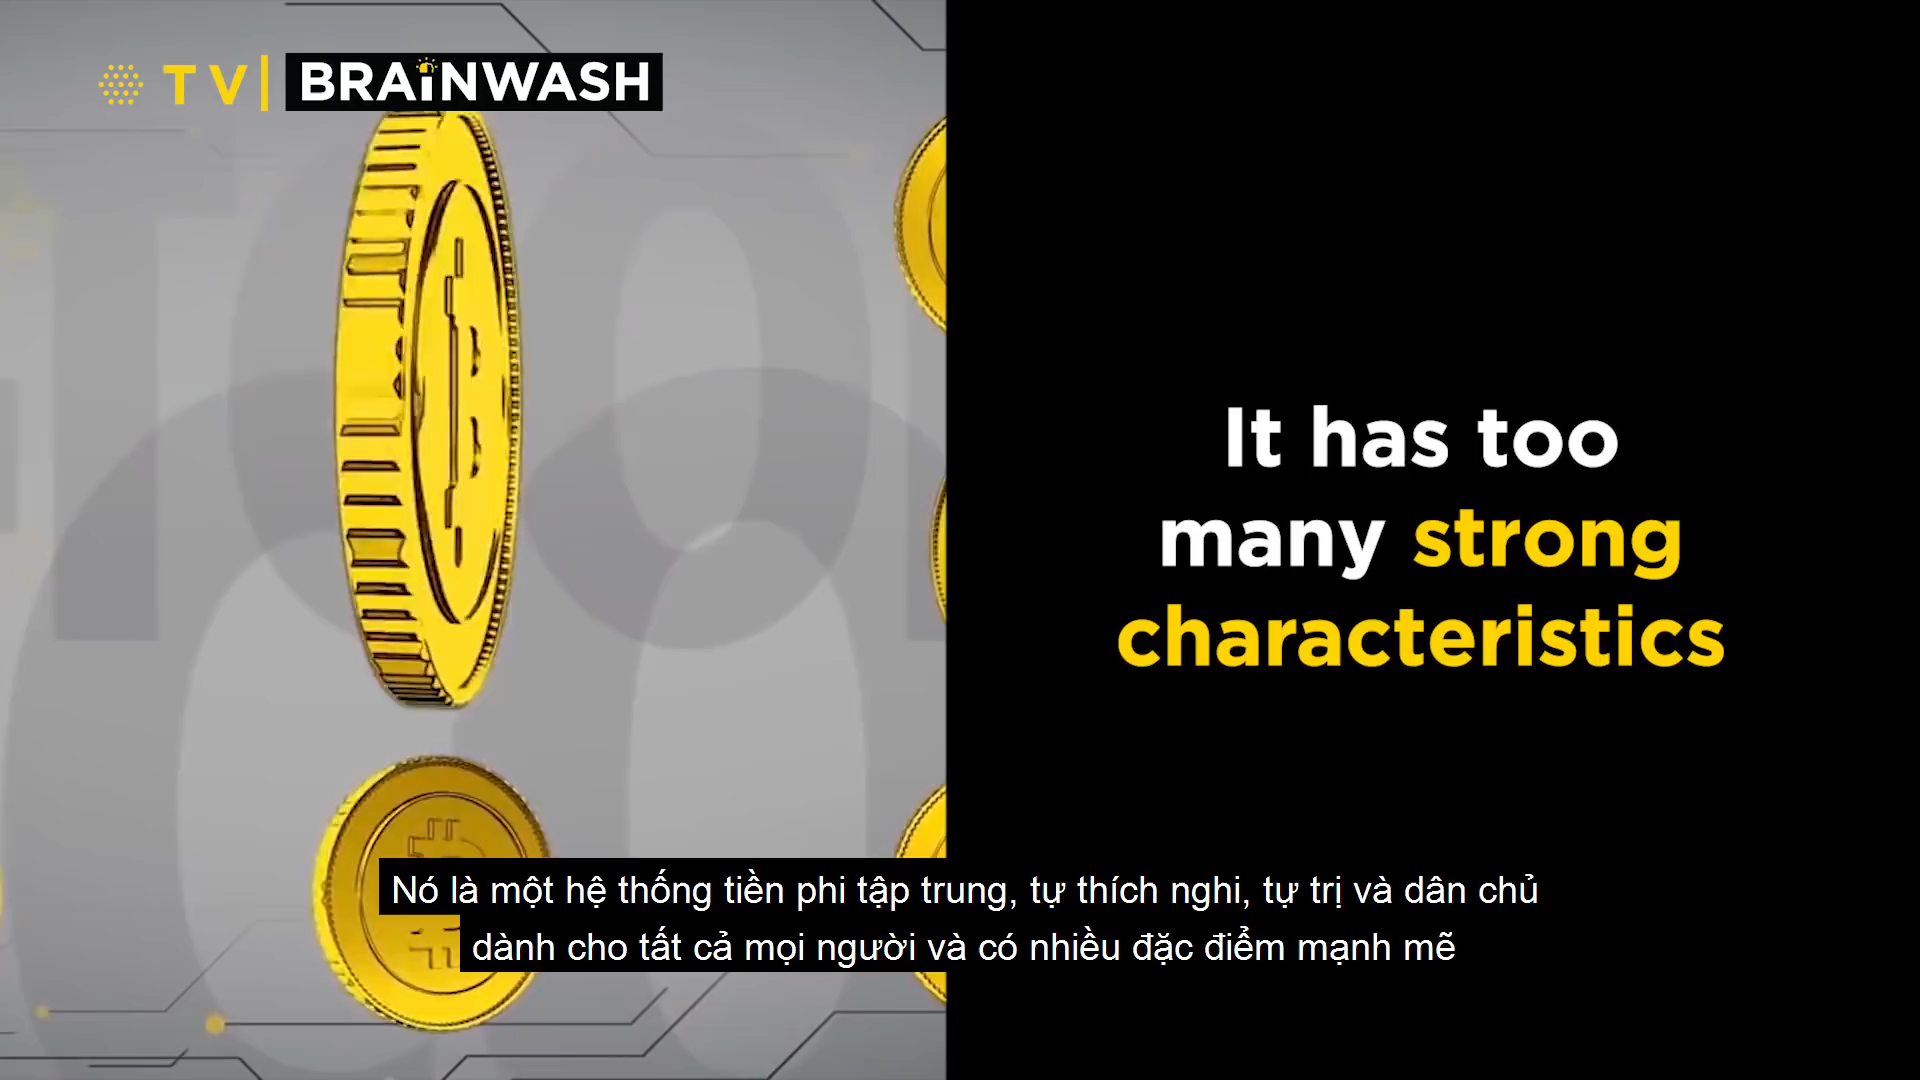 TV| BRAINWASH
It has too
many strong
characteristics
Nó là một hệ thống tiền phi tập trung, tự thích nghi, tự trị và dân chủ
dành cho tất cả mọi người và có nhiều đặc điểm mạnh mẽ